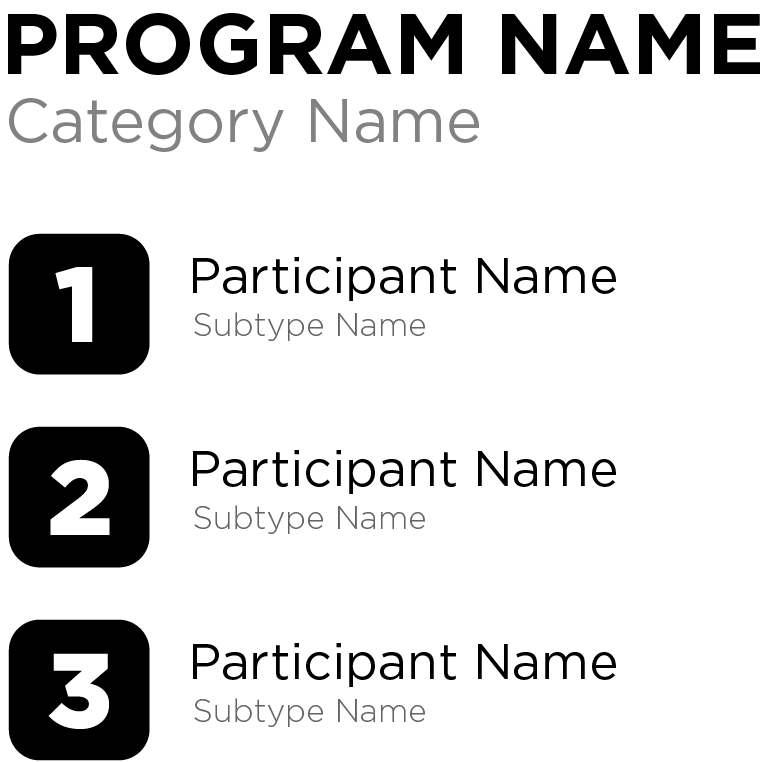 PROGRAM NAME
Category Name
1
Participant Name
Subtype Name
2
Participant Name
Subtype Name
3
Participant Name
Subtype Name